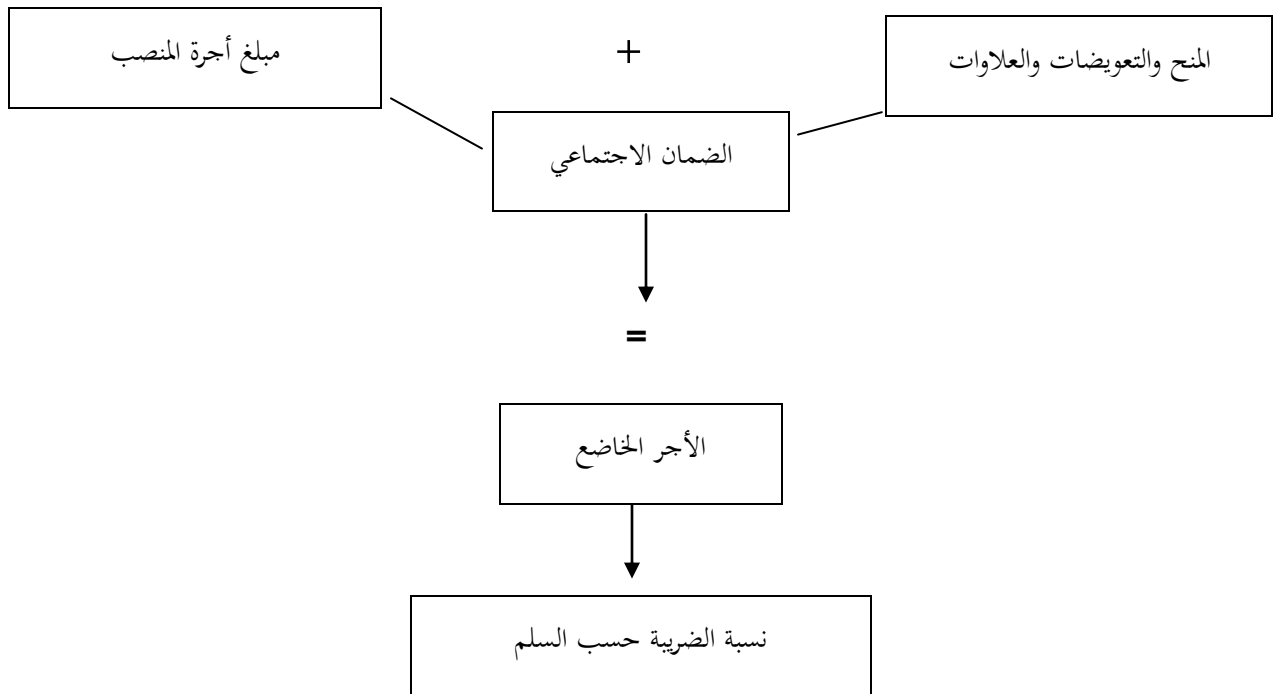 المنح والتعويضات والعلاوات
+
مبلغ أجرة المنصب
الضمان الاجتماعي
=
الأجر الخاضع
نسبة الضريبة حسب السلم